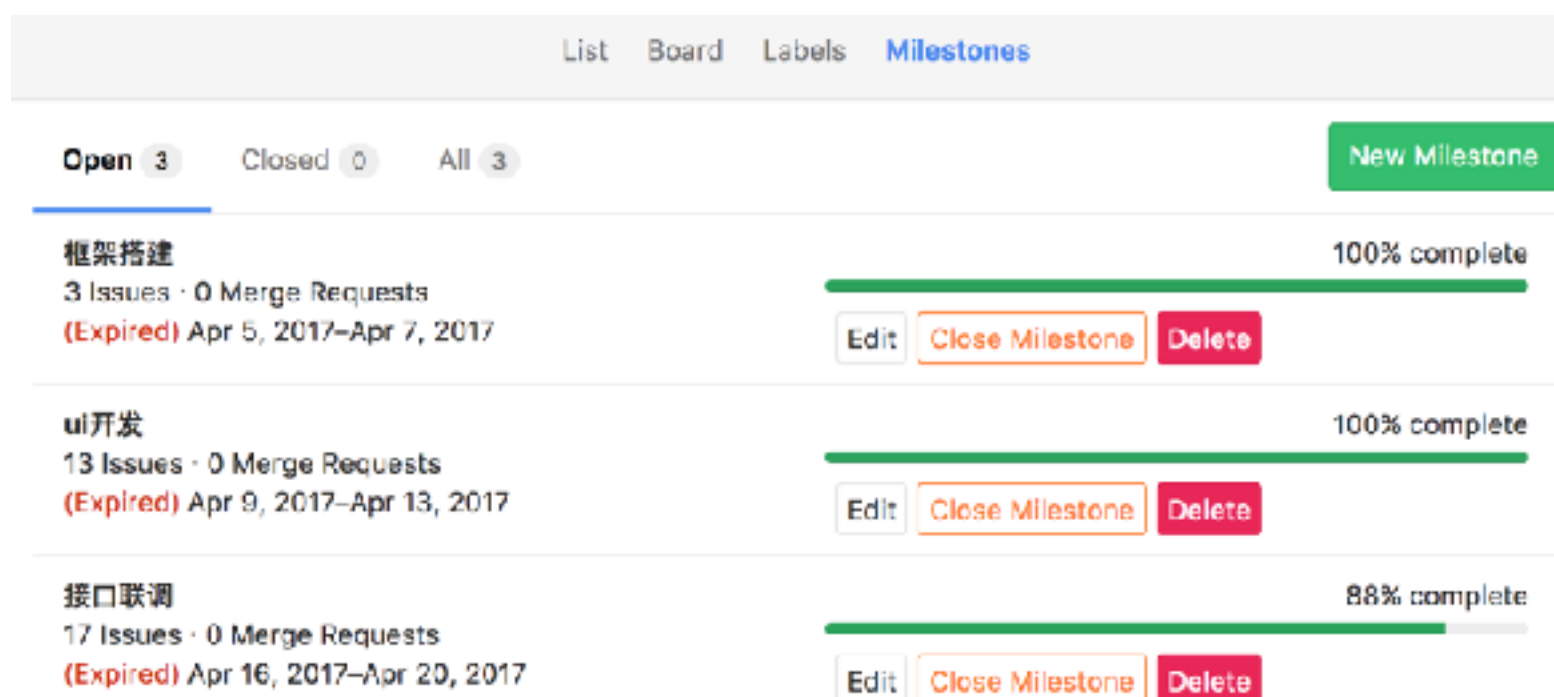 List Board Labels Milestones
Open 3 Closed 0 All 3 New Milestone
框架搭建 100% complete
3 Issues · 0 Merge Requests
(Expired) Apr 5, 2017–Apr 7, 2017 Edit Close Milestone Delete
ui开发 100% complete
13 Issues · 0 Merge Requests
(Expired) Apr 9, 2017–Apr 13, 2017 Edit Close Milestone Delete
接口联调 88% complete
17 Issues · 0 Merge Requests
(Expired) Apr 16, 2017–Apr 20, 2017 Edit Close Milestone Delete